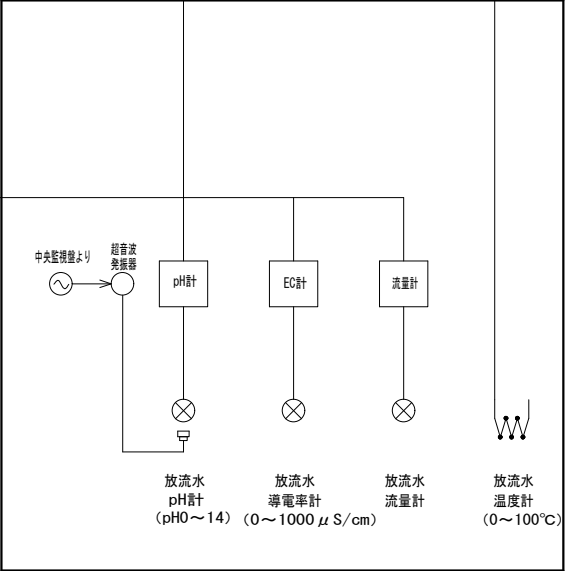 中央監視盤より
超音波
発振器
pH計
EC計
流量計
放流水
pH計
(pH0～14)
放流水
導電率計
(0～1000μS/cm)
放流水
流量計
放流水
温度計
(0～100℃)